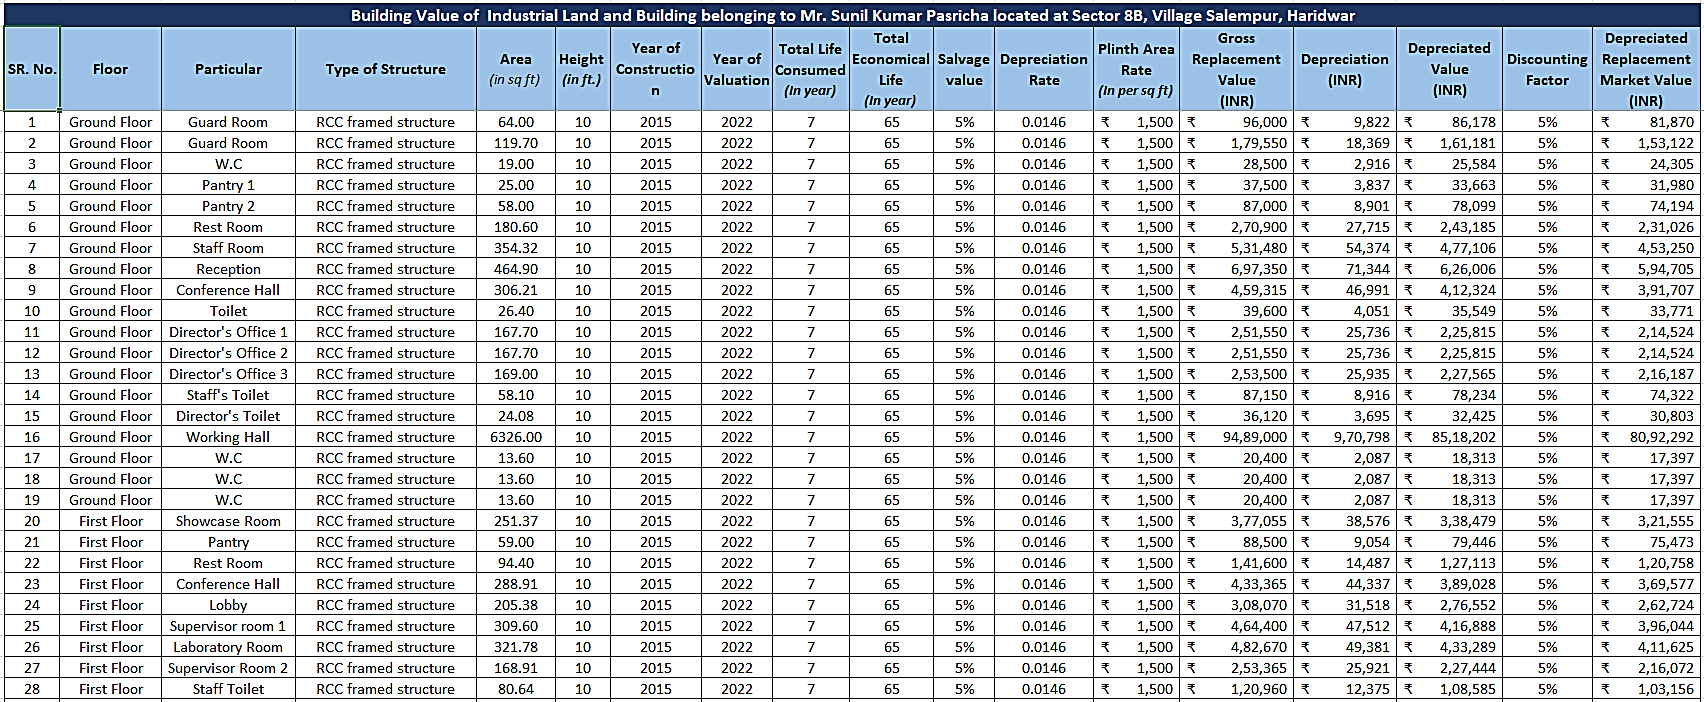 Building Value of  Industrial Land and Building belonging to Mr. Sunil Kumar Pasricha located at Sector 8B, Village Salempur, Haridwar
SR. No. Floor Particular Type of Structure Area (in sq ft) Height (in ft.) Year of Constructio n Year of Valuation Total Life Consumed (In year) Total Economical Life (In year) Salvage value Depreciation Rate Plinth Area Rate (In per sq ft) Gross Replacement Value (INR) Depreciation (INR) Depreciated Value (INR) Discounting Factor Depreciated Replacement Market Value (INR)
1 Ground Floor Guard Room RCC framed structure 64.00 10 2015 2022 7 65 5% 0.0146 ₹ 1,500 ₹ 96,000 ₹ 9,822 ₹ 86,178 5% ₹ 81,870
2 Ground Floor Guard Room RCC framed structure 119.70 10 2015 2022 7 65 5% 0.0146 ₹ 1,500 ₹ 1,79,550 ₹ 18,369 ₹ 1,61,181 5% ₹ 1,53,122
3 Ground Floor W.C RCC framed structure 19.00 10 2015 2022 7 65 5% 0.0146 ₹ 1,500 ₹ 28,500 ₹ 2,916 ₹ 25,584 5% ₹ 24,305
4 Ground Floor Pantry 1 RCC framed structure 25.00 10 2015 2022 7 65 5% 0.0146 ₹ 1,500 ₹ 37,500 ₹ 3,837 ₹ 33,663 5% ₹ 31,980
5 Ground Floor Pantry 2 RCC framed structure 58.00 10 2015 2022 7 65 5% 0.0146 ₹ 1,500 ₹ 87,000 ₹ 8,901 ₹ 78,099 5% ₹ 74,194
6 Ground Floor Rest Room RCC framed structure 180.60 10 2015 2022 7 65 5% 0.0146 ₹ 1,500 ₹ 2,70,900 ₹ 27,715 ₹ 2,43,185 5% ₹ 2,31,026
7 Ground Floor Staff Room RCC framed structure 354.32 10 2015 2022 7 65 5% 0.0146 ₹ 1,500 ₹ 5,31,480 ₹ 54,374 ₹ 4,77,106 5% ₹ 4,53,250
8 Ground Floor Reception RCC framed structure 464.90 10 2015 2022 7 65 5% 0.0146 ₹ 1,500 ₹ 6,97,350 ₹ 71,344 ₹ 6,26,006 5% ₹ 5,94,705
9 Ground Floor Conference Hall RCC framed structure 306.21 10 2015 2022 7 65 5% 0.0146 ₹ 1,500 ₹ 4,59,315 ₹ 46,991 ₹ 4,12,324 5% ₹ 3,91,707
10 Ground Floor Toilet RCC framed structure 26.40 10 2015 2022 7 65 5% 0.0146 ₹ 1,500 ₹ 39,600 ₹ 4,051 ₹ 35,549 5% ₹ 33,771
11 Ground Floor Director's Office 1 RCC framed structure 167.70 10 2015 2022 7 65 5% 0.0146 ₹ 1,500 ₹ 2,51,550 ₹ 25,736 ₹ 2,25,815 5% ₹ 2,14,524
12 Ground Floor Director's Office 2 RCC framed structure 167.70 10 2015 2022 7 65 5% 0.0146 ₹ 1,500 ₹ 2,51,550 ₹ 25,736 ₹ 2,25,815 5% ₹ 2,14,524
13 Ground Floor Director's Office 3 RCC framed structure 169.00 10 2015 2022 7 65 5% 0.0146 ₹ 1,500 ₹ 2,53,500 ₹ 25,935 ₹ 2,27,565 5% ₹ 2,16,187
14 Ground Floor Staff's Toilet RCC framed structure 58.10 10 2015 2022 7 65 5% 0.0146 ₹ 1,500 ₹ 87,150 ₹ 8,916 ₹ 78,234 5% ₹ 74,322
15 Ground Floor Director's Toilet RCC framed structure 24.08 10 2015 2022 7 65 5% 0.0146 ₹ 1,500 ₹ 36,120 ₹ 3,695 ₹ 32,425 5% ₹ 30,803
16 Ground Floor Working Hall RCC framed structure 6326.00 10 2015 2022 7 65 5% 0.0146 ₹ 1,500 ₹ 94,89,000 ₹ 9,70,798 ₹ 85,18,202 5% ₹ 80,92,292
17 Ground Floor W.C RCC framed structure 13.60 10 2015 2022 7 65 5% 0.0146 ₹ 1,500 ₹ 20,400 ₹ 2,087 ₹ 18,313 5% ₹ 17,397
18 Ground Floor W.C RCC framed structure 13.60 10 2015 2022 7 65 5% 0.0146 ₹ 1,500 ₹ 20,400 ₹ 2,087 ₹ 18,313 5% ₹ 17,397
19 Ground Floor W.C RCC framed structure 13.60 10 2015 2022 7 65 5% 0.0146 ₹ 1,500 ₹ 20,400 ₹ 2,087 ₹ 18,313 5% ₹ 17,397
20 First Floor Showcase Room RCC framed structure 251.37 10 2015 2022 7 65 5% 0.0146 ₹ 1,500 ₹ 3,77,055 ₹ 38,576 ₹ 3,38,479 5% ₹ 3,21,555
21 First Floor Pantry RCC framed structure 59.00 10 2015 2022 7 65 5% 0.0146 ₹ 1,500 ₹ 88,500 ₹ 9,054 ₹ 79,446 5% ₹ 75,473
22 First Floor Rest Room RCC framed structure 94.40 10 2015 2022 7 65 5% 0.0146 ₹ 1,500 ₹ 1,41,600 ₹ 14,487 ₹ 1,27,113 5% ₹ 1,20,758
23 First Floor Conference Hall RCC framed structure 288.91 10 2015 2022 7 65 5% 0.0146 ₹ 1,500 ₹ 4,33,365 ₹ 44,337 ₹ 3,89,028 5% ₹ 3,69,577
24 First Floor Lobby RCC framed structure 205.38 10 2015 2022 7 65 5% 0.0146 ₹ 1,500 ₹ 3,08,070 ₹ 31,518 ₹ 2,76,552 5% ₹ 2,62,724
25 First Floor Supervisor room 1 RCC framed structure 309.60 10 2015 2022 7 65 5% 0.0146 ₹ 1,500 ₹ 4,64,400 ₹ 47,512 ₹ 4,16,888 5% ₹ 3,96,044
26 First Floor Laboratory Room RCC framed structure 321.78 10 2015 2022 7 65 5% 0.0146 ₹ 1,500 ₹ 4,82,670 ₹ 49,381 ₹ 4,33,289 5% ₹ 4,11,625
27 First Floor Supervisor Room 2 RCC framed structure 168.91 10 2015 2022 7 65 5% 0.0146 ₹ 1,500 ₹ 2,53,365 ₹ 25,921 ₹ 2,27,444 5% ₹ 2,16,072
28 First Floor Staff Toilet RCC framed structure 80.64 10 2015 2022 7 65 5% 0.0146 ₹ 1,500 ₹ 1,20,960 ₹ 12,375 ₹ 1,08,585 5% ₹ 1,03,156